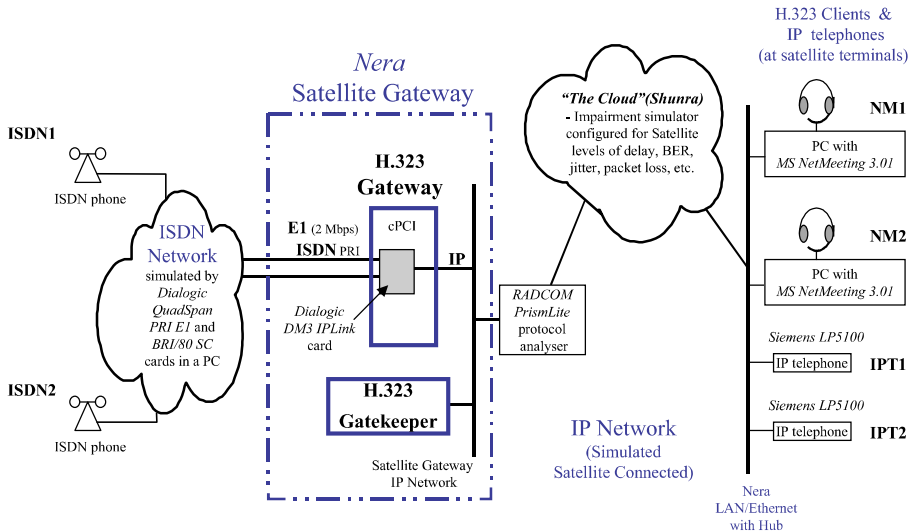 H.323 Clients &
IP telephones
(at satellite terminals)
Nera
Satellite Gateway
ISDN1
ISDN phone
ISDN
Network
simulated by
Dialogic
QuadSpan
PRI E1 and
BRI/80 SC
cards in a PC
ISDN2
ISDN phone
H.323
Gateway
E1 (2 Mbps)
ISDN PRI
cPCI
IP
Dialogic
DM3 IPLink
card
H.323
Gatekeeper
Satellite Gateway
IP Network
RADCOM
PrismLite
protocol
analyser
“The Cloud”(Shunra)
- Impairment simulator
configured for Satellite
levels of delay, BER,
jitter, packet loss, etc.
IP Network
(Simulated
Satellite Connected)
NM1
PC with
MS NetMeeting 3.01
NM2
PC with
MS NetMeeting 3.01
Siemens LP5100
IP telephone
IPT1
Siemens LP5100
IP telephone
IPT2
Nera
LAN/Ethernet
with Hub